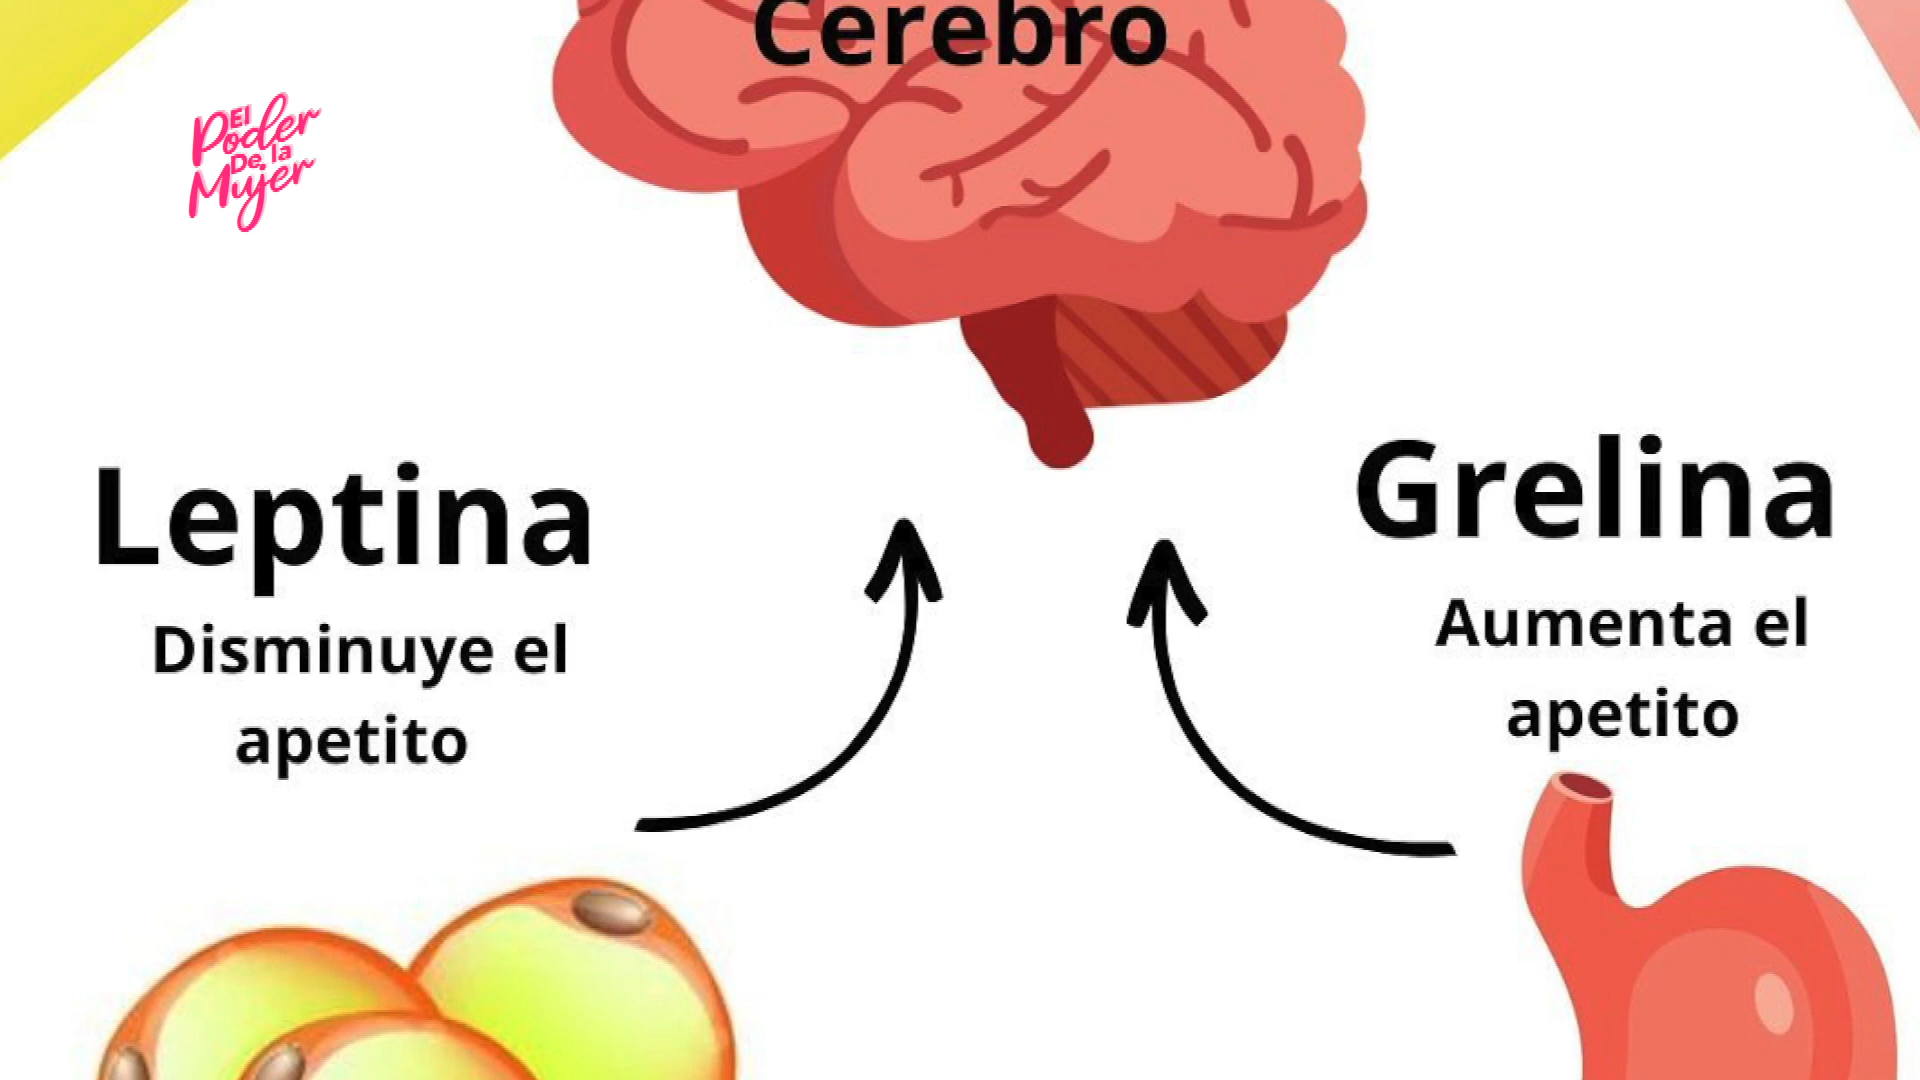 Cerebro
El
Poder
De la
Mujer
Leptina
Disminuye el
apetito
Grelina
Aumenta el
apetito